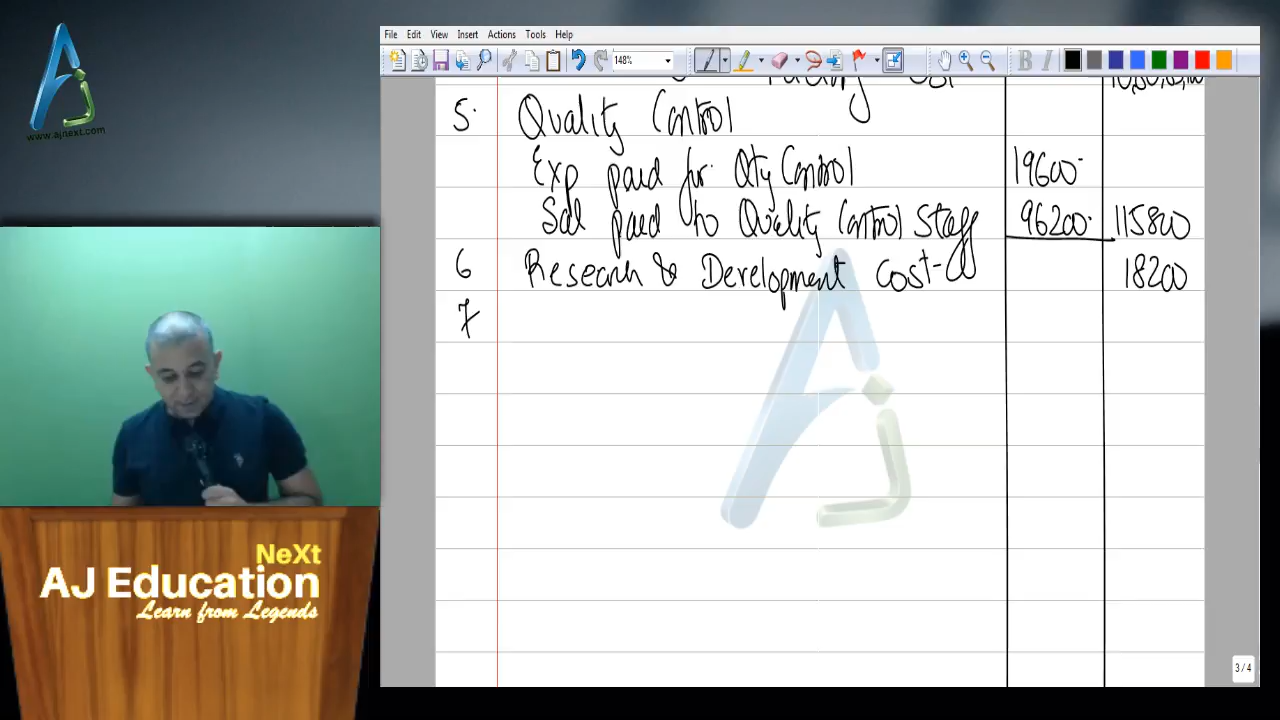 www.ajnext.com
File Edit View Insert Actions Tools Help
148%
B I
5. Quality Control
Exp paid for Qty Control 19600
Sal paid to Quality Control Staff 96200 115800
6 Research & Development Cost 18200
7
3 / 4
NeXt
AJ Education
Learn from Legends